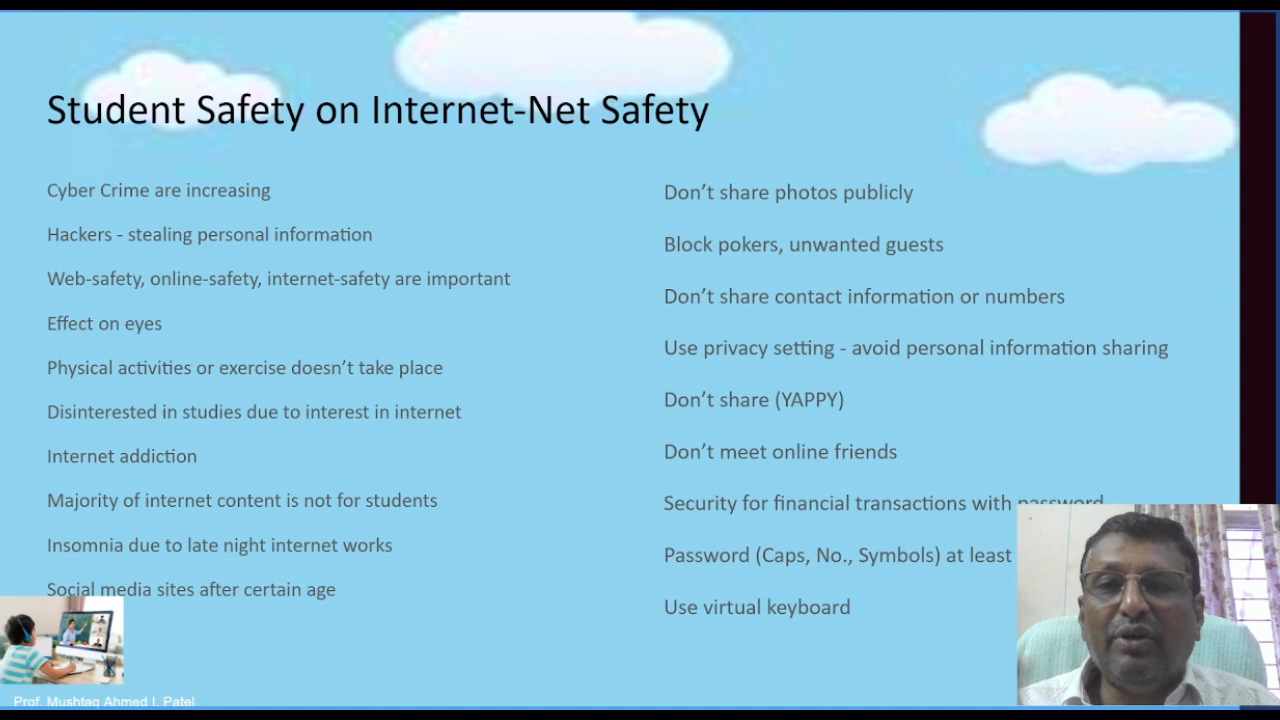 Student Safety on Internet-Net Safety
Cyber Crime are increasing
Hackers - stealing personal information
Web-safety, online-safety, internet-safety are important
Effect on eyes
Physical activities or exercise doesn’t take place
Disinterested in studies due to interest in internet
Internet addiction
Majority of internet content is not for students
Insomnia due to late night internet works
Social media sites after certain age
Don’t share photos publicly
Block pokers, unwanted guests
Don’t share contact information or numbers
Use privacy setting - avoid personal information sharing
Don’t share (YAPPY)
Don’t meet online friends
Security for financial transactions with password
Password (Caps, No., Symbols) at least
Use virtual keyboard
Prof. Mushtaq Ahmed I. Patel